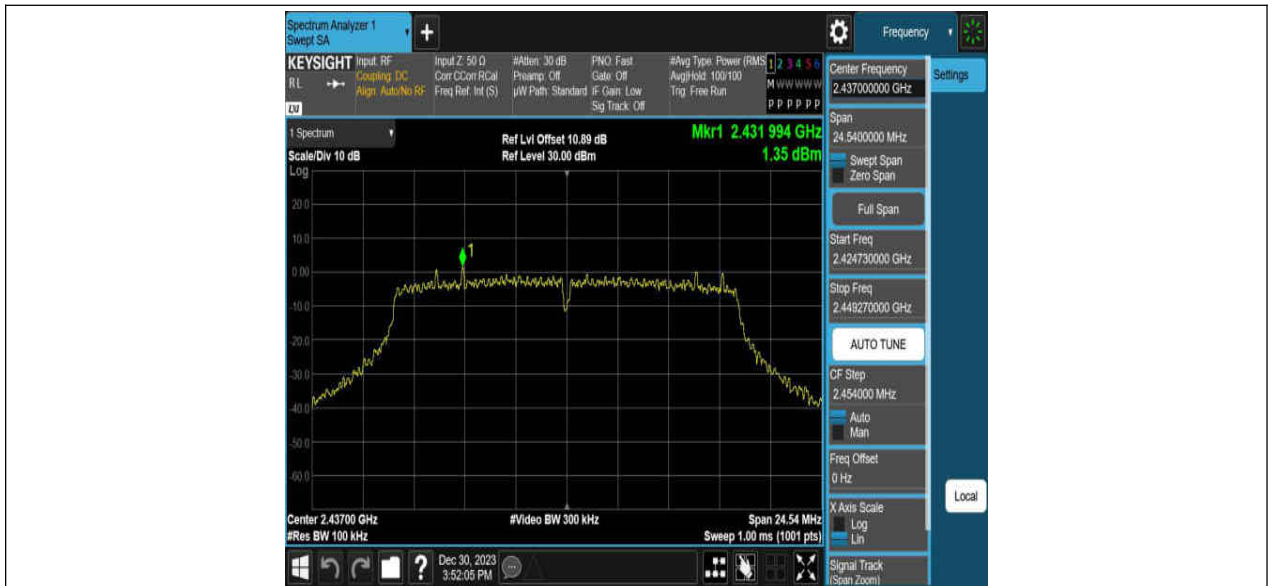 Spectrum Analyzer 1
Swept SA
+
Frequency
KEYSIGHT
RL
LXI
Input: RF
Coupling: DC
Align: Auto/No RF
Input Z: 50 Ω
Corr CCorr RCal
Freq Ref: Int (S)
#Atten: 30 dB
Preamp: Off
µW Path: Standard
PNO: Fast
Gate: Off
IF Gain: Low
Sig Track: Off
#Avg Type: Power (RMS
Avg|Hold: 100/100
Trig: Free Run
1 2 3 4 5 6
M W W W W W
P P P P P P
1 Spectrum
Scale/Div 10 dB
Log
Ref Lvl Offset 10.89 dB
Ref Level 30.00 dBm
Mkr1 2.431 994 GHz
1.35 dBm
20.0
10.0
0.00
-10.0
-20.0
-30.0
-40.0
-50.0
-60.0
1
Center 2.43700 GHz
#Res BW 100 kHz
#Video BW 300 kHz
Span 24.54 MHz
Sweep 1.00 ms (1001 pts)
?
Dec 30, 2023
3:52:05 PM
Center Frequency
2.437000000 GHz
Settings
Span
24.5400000 MHz
Swept Span
Zero Span
Full Span
Start Freq
2.424730000 GHz
Stop Freq
2.449270000 GHz
AUTO TUNE
CF Step
2.454000 MHz
Auto
Man
Freq Offset
0 Hz
X Axis Scale
Log
Lin
Local
Signal Track
(Span Zoom)